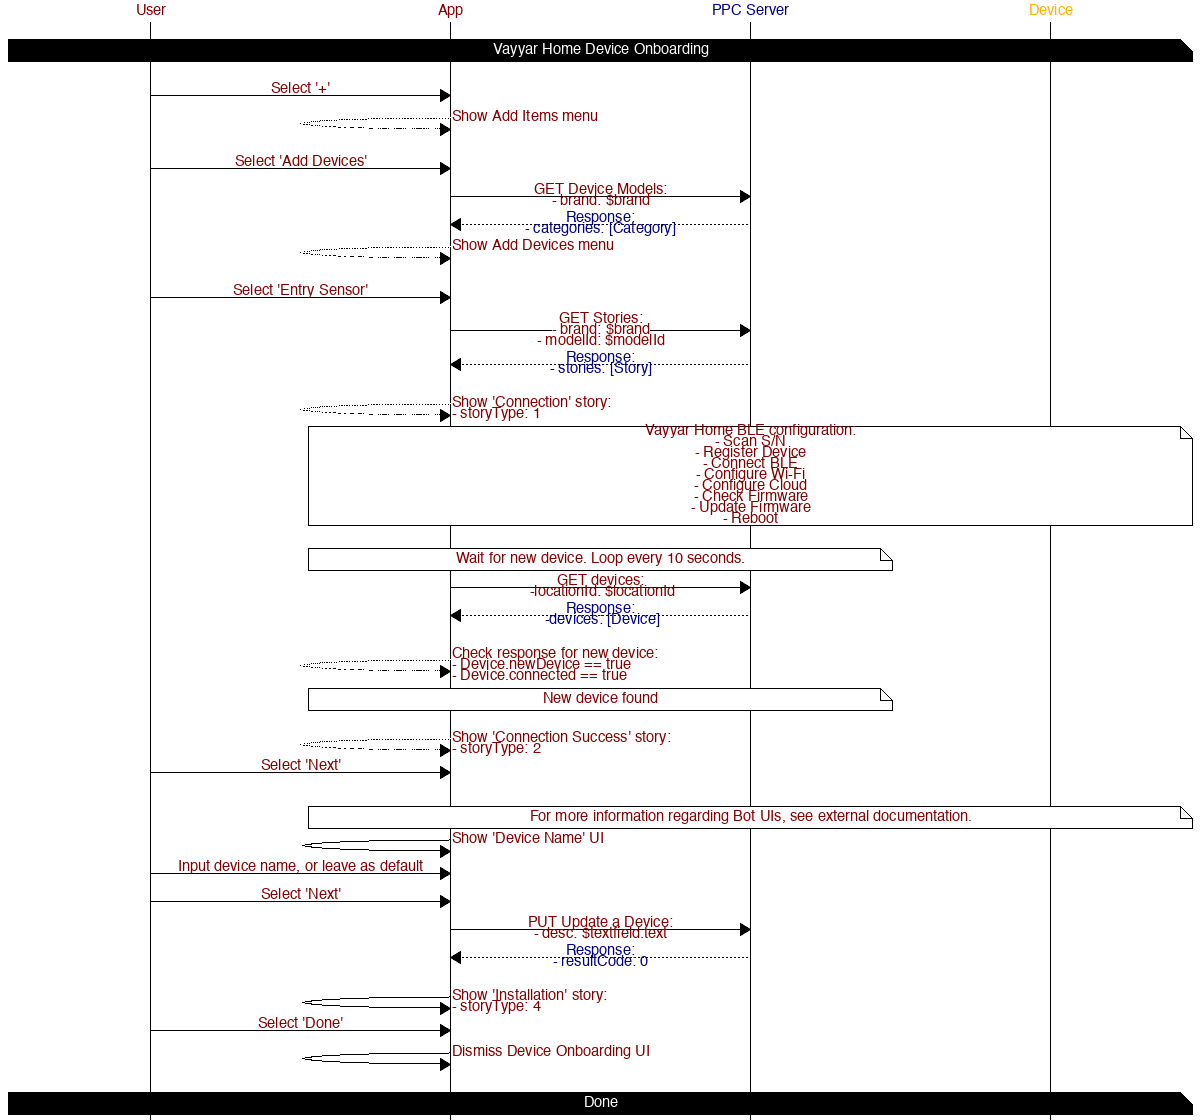 User App PPC Server Device
Vayyar Home Device Onboarding
Select '+'
Show Add Items menu
Select 'Add Devices'
GET Device Models:
- brand: $brand
Response:
- categories: [Category]
Show Add Devices menu
Select 'Entry Sensor'
GET Stories:
- brand: $brand
- modelId: $modelId
Response:
- stories: [Story]
Show 'Connection' story:
- storyType: 1
Vayyar Home BLE configuration:
- Scan S/N
- Register Device
- Connect BLE
- Configure Wi-Fi
- Configure Cloud
- Check Firmware
- Update Firmware
- Reboot
Wait for new device. Loop every 10 seconds.
GET devices:
-locationId: $locationId
Response:
-devices: [Device]
Check response for new device:
- Device.newDevice == true
- Device.connected == true
New device found
Show 'Connection Success' story:
- storyType: 2
Select 'Next'
For more information regarding Bot UIs, see external documentation.
Show 'Device Name' UI
Input device name, or leave as default
Select 'Next'
PUT Update a Device:
- desc: $textfield.text
Response:
- resultCode: 0
Show 'Installation' story:
- storyType: 4
Select 'Done'
Dismiss Device Onboarding UI
Done